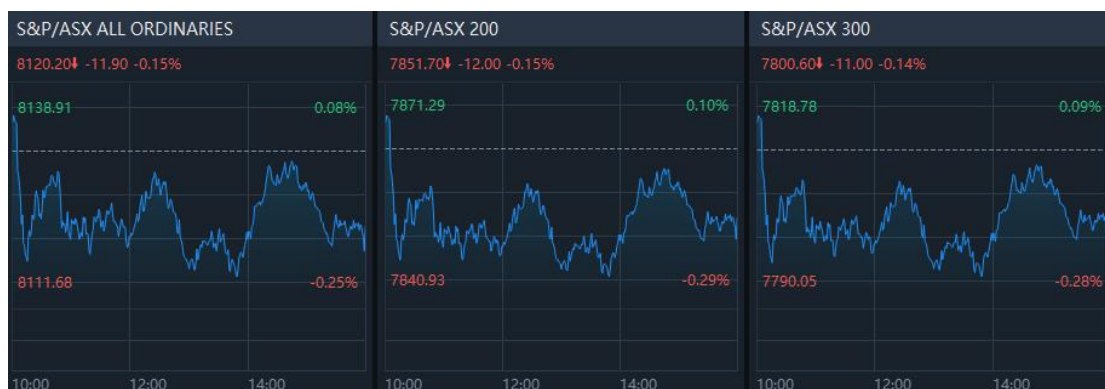 S&P/ASX ALL ORDINARIES
8120.20⬇ -11.90 -0.15%
8138.91 0.08%
8111.68 -0.25%
10:00 12:00 14:00
S&P/ASX 200
7851.70⬇ -12.00 -0.15%
7871.29 0.10%
7840.93 -0.29%
10:00 12:00 14:00
S&P/ASX 300
7800.60⬇ -11.00 -0.14%
7818.78 0.09%
7790.05 -0.28%
10:00 12:00 14:00